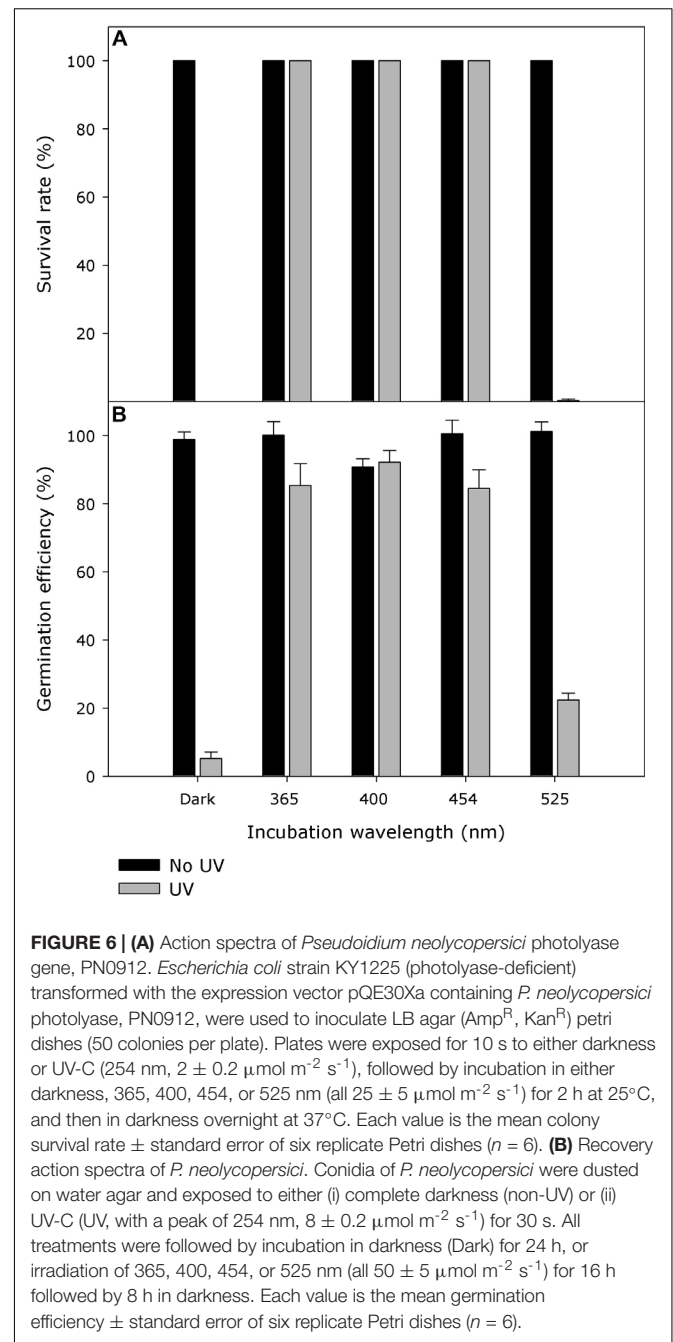 A
100
80
60
40
20
Survival rate (%)
B
100
80
60
40
20
0
Germination efficiency (%)
Dark 365 400 454 525
Incubation wavelength (nm)
No UV
UV
FIGURE 6 | (A) Action spectra of Pseudoidium neolycopersici photolyase
gene, PN0912. Escherichia coli strain KY1225 (photolyase-deficient)
transformed with the expression vector pQE30Xa containing P. neolycopersici
photolyase, PN0912, were used to inoculate LB agar (Amp^R, Kan^R) petri
dishes (50 colonies per plate). Plates were exposed for 10 s to either darkness
or UV-C (254 nm, 2 ± 0.2 μmol m⁻² s⁻¹), followed by incubation in either
darkness, 365, 400, 454, or 525 nm (all 25 ± 5 μmol m⁻² s⁻¹) for 2 h at 25°C,
and then in darkness overnight at 37°C. Each value is the mean colony
survival rate ± standard error of six replicate Petri dishes (n = 6). (B) Recovery
action spectra of P. neolycopersici. Conidia of P. neolycopersici were dusted
on water agar and exposed to either (i) complete darkness (non-UV) or (ii)
UV-C (UV, with a peak of 254 nm, 8 ± 0.2 μmol m⁻² s⁻¹) for 30 s. All
treatments were followed by incubation in darkness (Dark) for 24 h, or
irradiation of 365, 400, 454, or 525 nm (all 50 ± 5 μmol m⁻² s⁻¹) for 16 h
followed by 8 h in darkness. Each value is the mean germination
efficiency ± standard error of six replicate Petri dishes (n = 6).